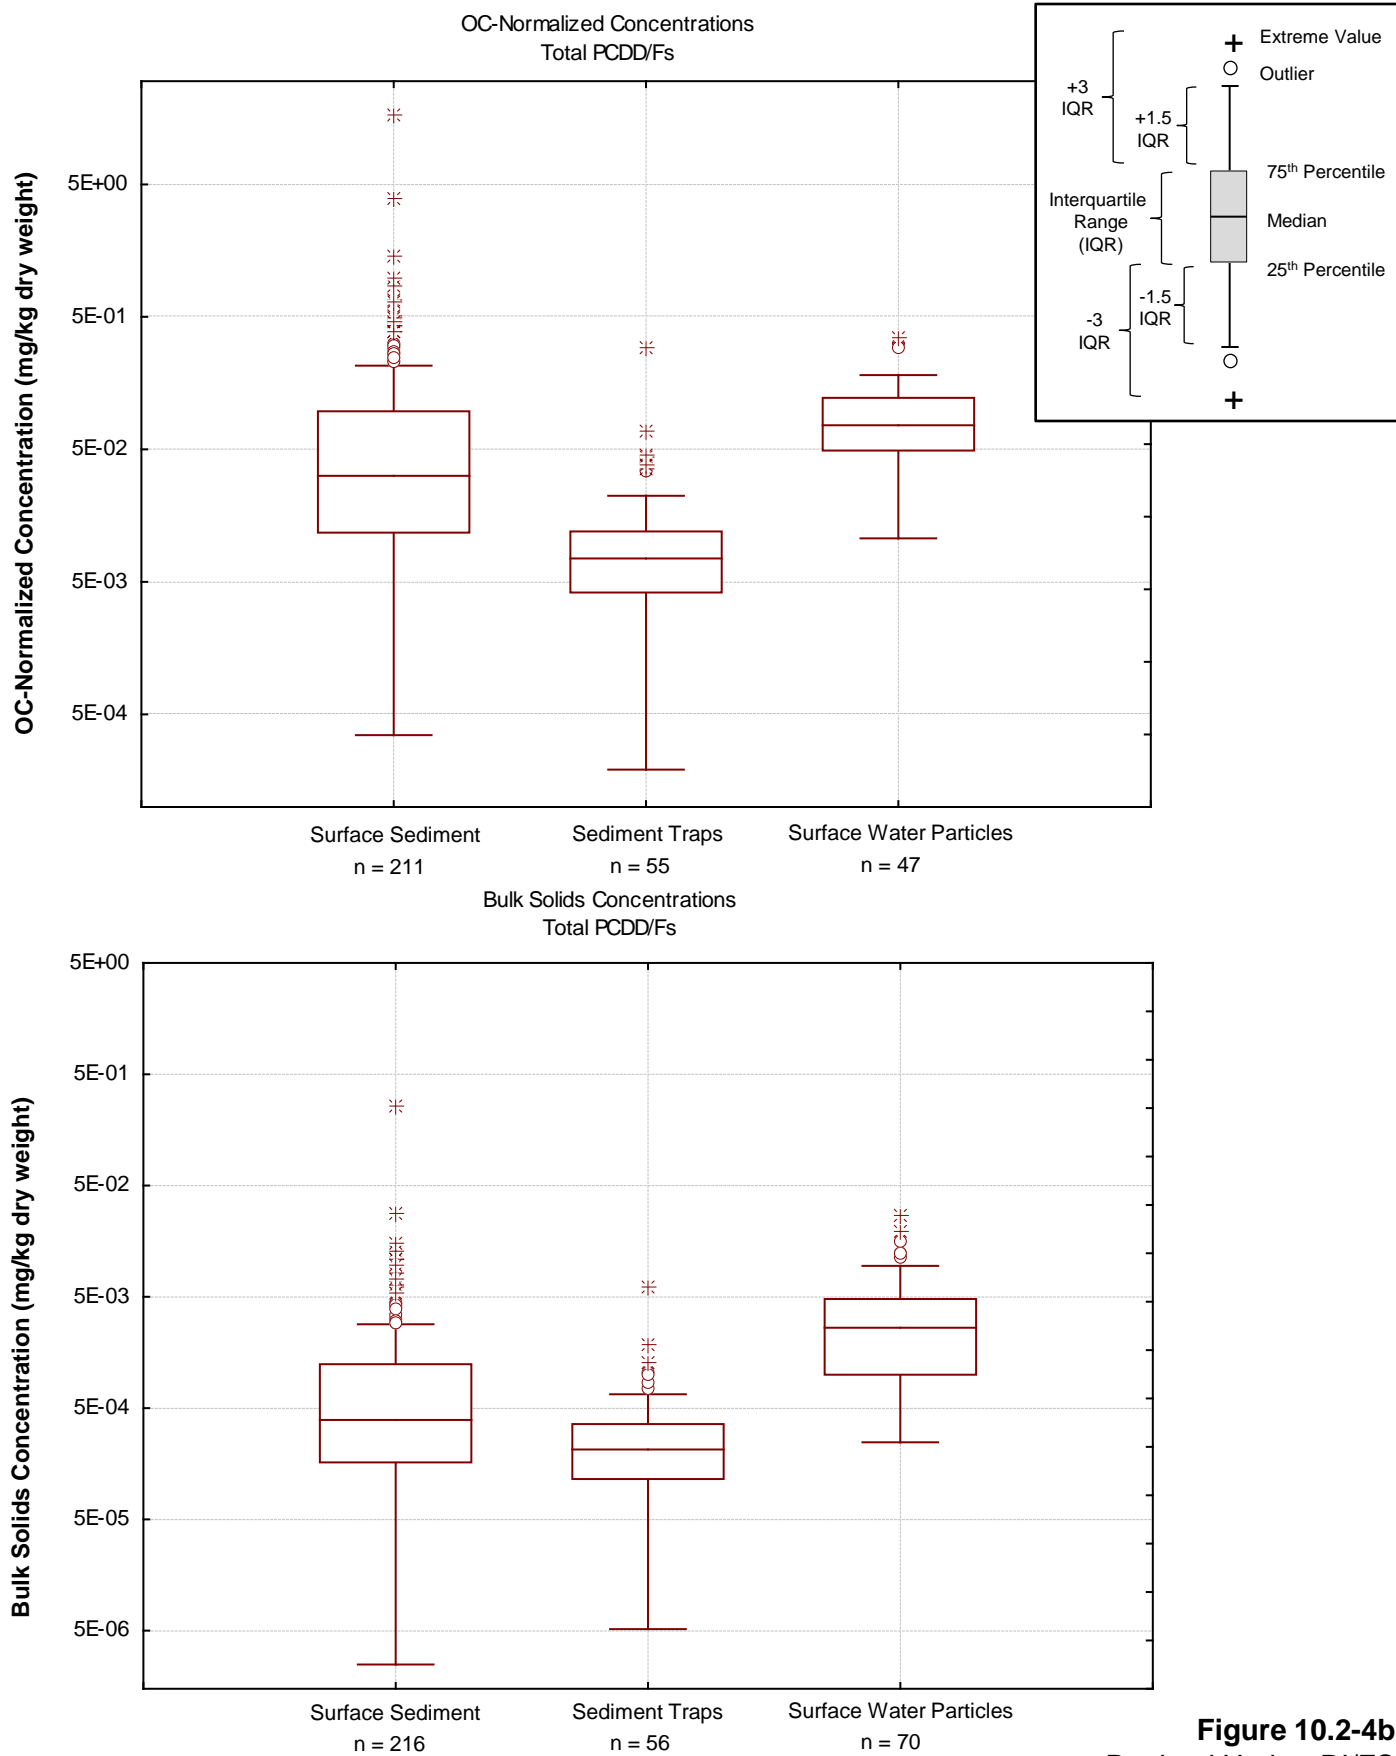 OC-Normalized Concentrations
Total PCDD/Fs
OC-Normalized Concentration (mg/kg dry weight)
5E+00
5E-01
5E-02
5E-03
5E-04
Surface Sediment
n = 211
Sediment Traps
n = 55
Surface Water Particles
n = 47
Extreme Value
Outlier
+3
IQR
+1.5
IQR
75th Percentile
Interquartile
Range
(IQR)
Median
25th Percentile
-1.5
IQR
-3
IQR
Bulk Solids Concentrations
Total PCDD/Fs
Bulk Solids Concentration (mg/kg dry weight)
5E+00
5E-01
5E-02
5E-03
5E-04
5E-05
5E-06
Surface Sediment
n = 216
Sediment Traps
n = 56
Surface Water Particles
n = 70
Figure 10.2-4b